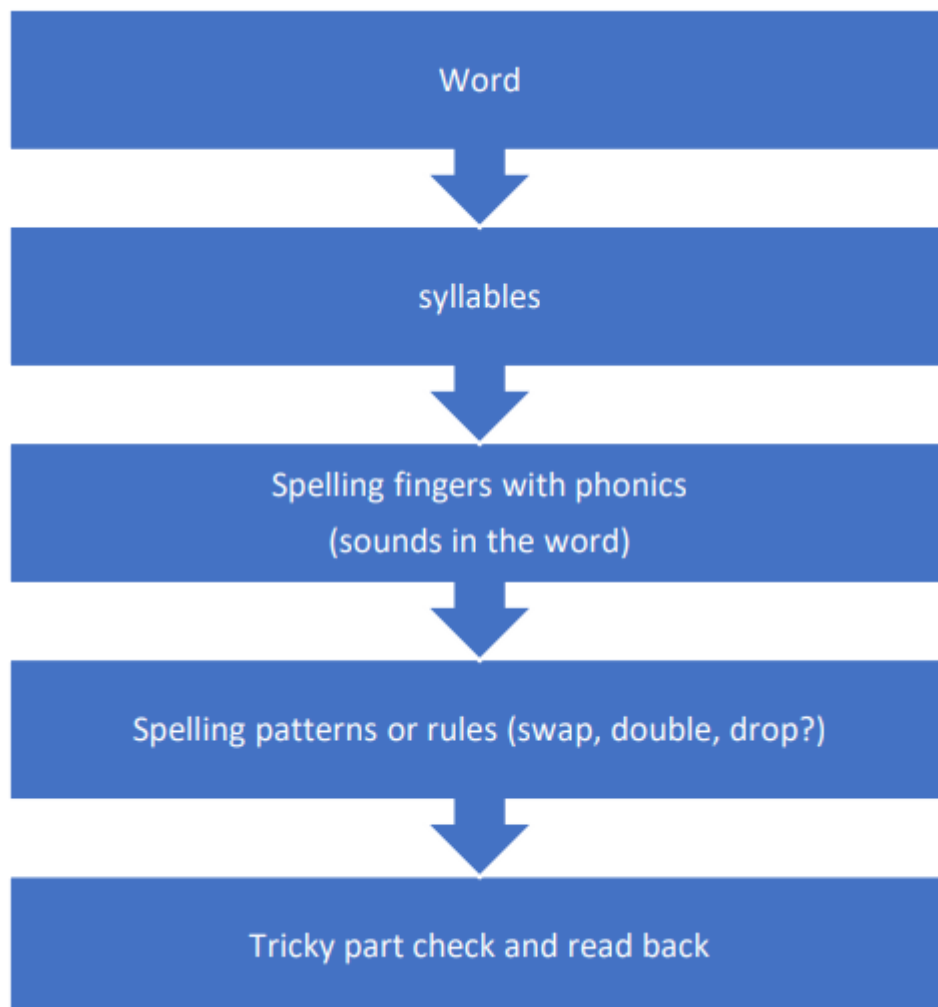 Word
syllables
Spelling fingers with phonics
(sounds in the word)
Spelling patterns or rules (swap, double, drop?)
Tricky part check and read back